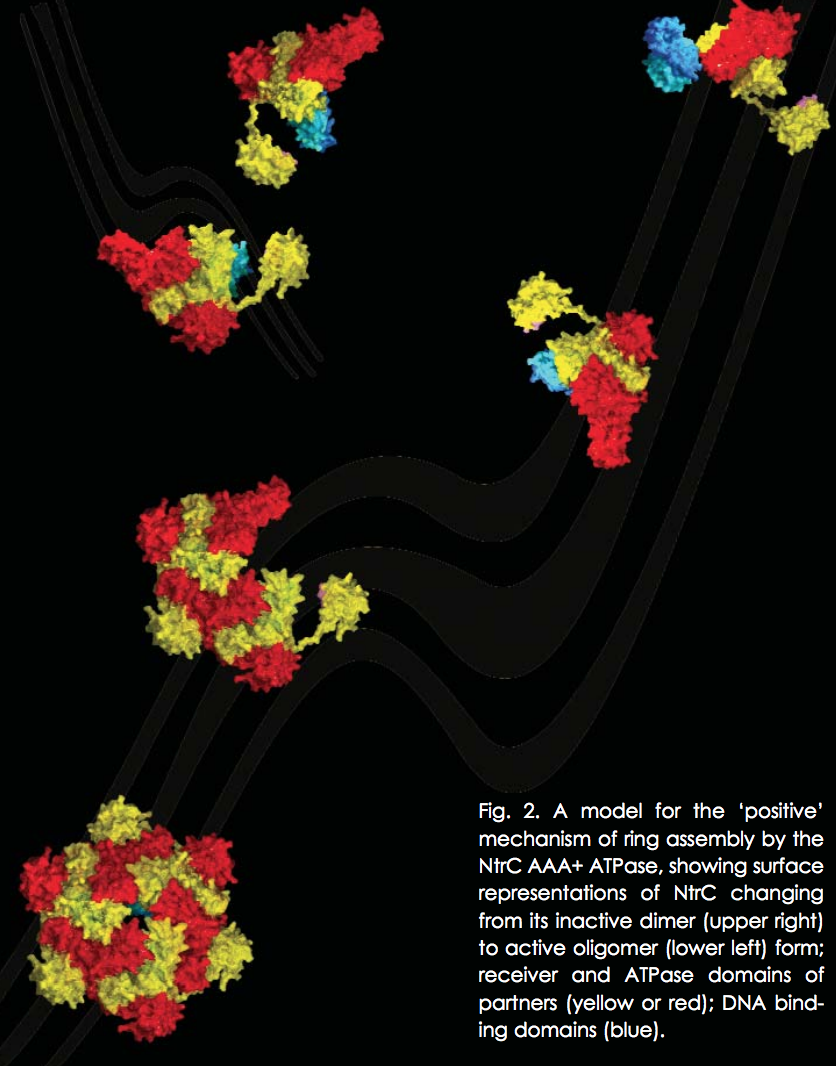 Fig. 2. A model for the ‘positive’
mechanism of ring assembly by the
NtrC AAA+ ATPase, showing surface
representations of NtrC changing
from its inactive dimer (upper right)
to active oligomer (lower left) form;
receiver and ATPase domains of
partners (yellow or red); DNA bind-
ing domains (blue).